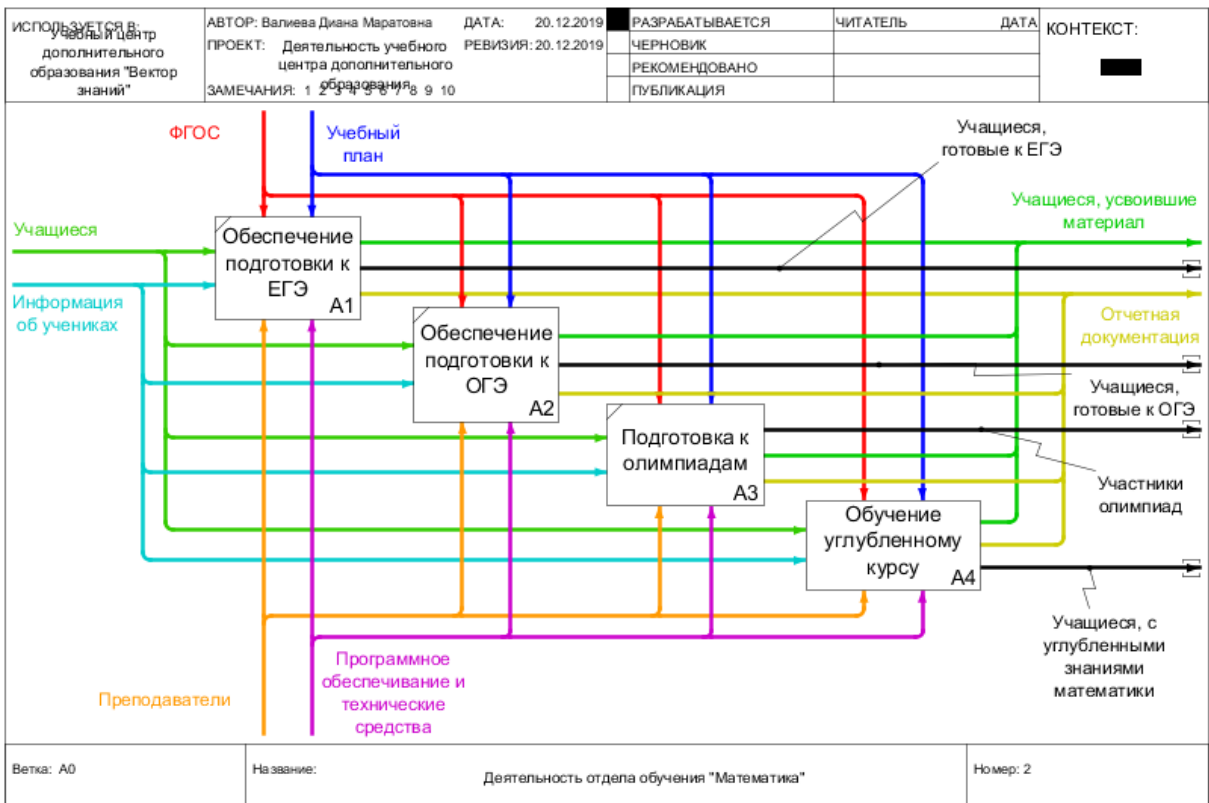 ИСПОЛЬЗУЕТСЯ В:
Учебный центр
дополнительного
образования "Вектор
знаний"
АВТОР: Валиева Диана Маратовна
ДАТА: 20.12.2019
ПРОЕКТ: Деятельность учебного
центра дополнительного
образования
РЕВИЗИЯ: 20.12.2019
ЗАМЕЧАНИЯ: 1 2 3 4 5 6 7 8 9 10
РАЗРАБАТЫВАЕТСЯ
ЧЕРНОВИК
РЕКОМЕНДОВАНО
ПУБЛИКАЦИЯ
ЧИТАТЕЛЬ
ДАТА
КОНТЕКСТ:
ФГОС
Учебный
план
Учащиеся,
готовые к ЕГЭ
Учащиеся, усвоившие
материал
Учащиеся
Обеспечение
подготовки к
ЕГЭ
A1
Информация
об учениках
Отчетная
документация
Обеспечение
подготовки к
ОГЭ
A2
Учащиеся,
готовые к ОГЭ
Подготовка к
олимпиадам
A3
Участники
олимпиад
Обучение
углубленному
курсу
A4
Учащиеся, с
углубленными
знаниями
математики
Преподаватели
Программное
обеспечивание и
технические
средства
Ветка: A0
Название:
Деятельность отдела обучения "Математика"
Номер: 2